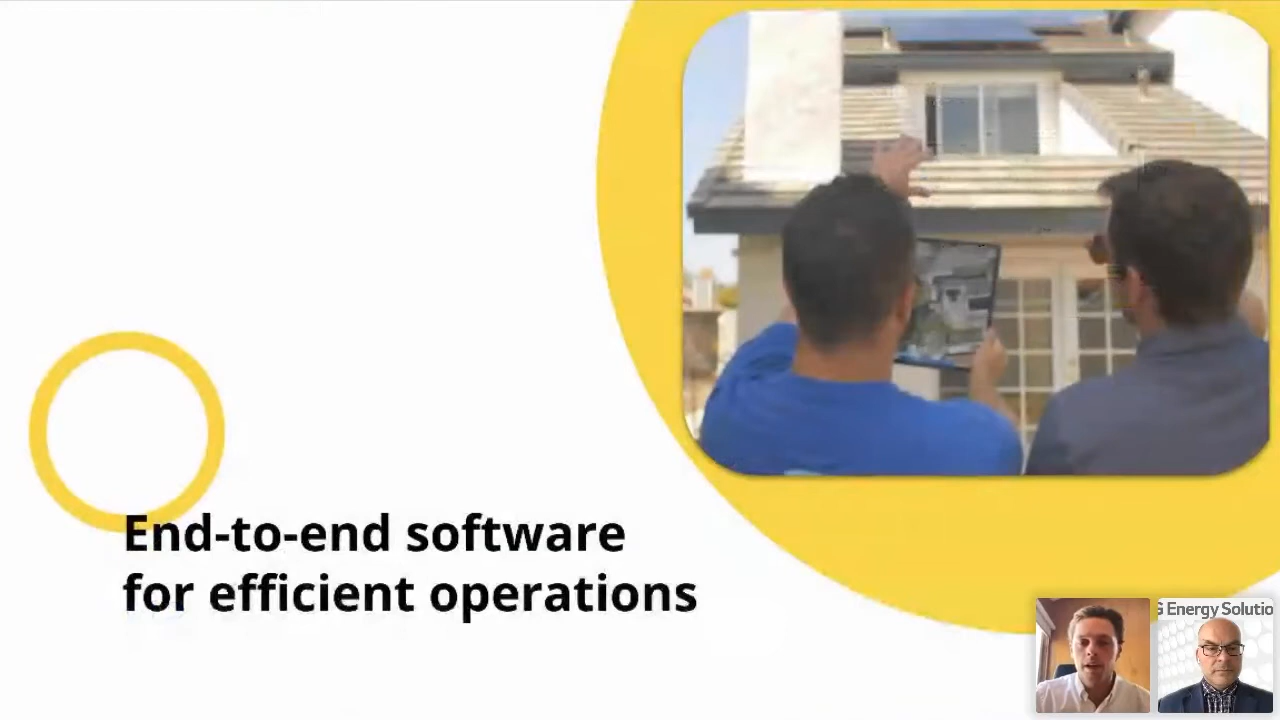 End-to-end software
for efficient operations
G Energy Solutio